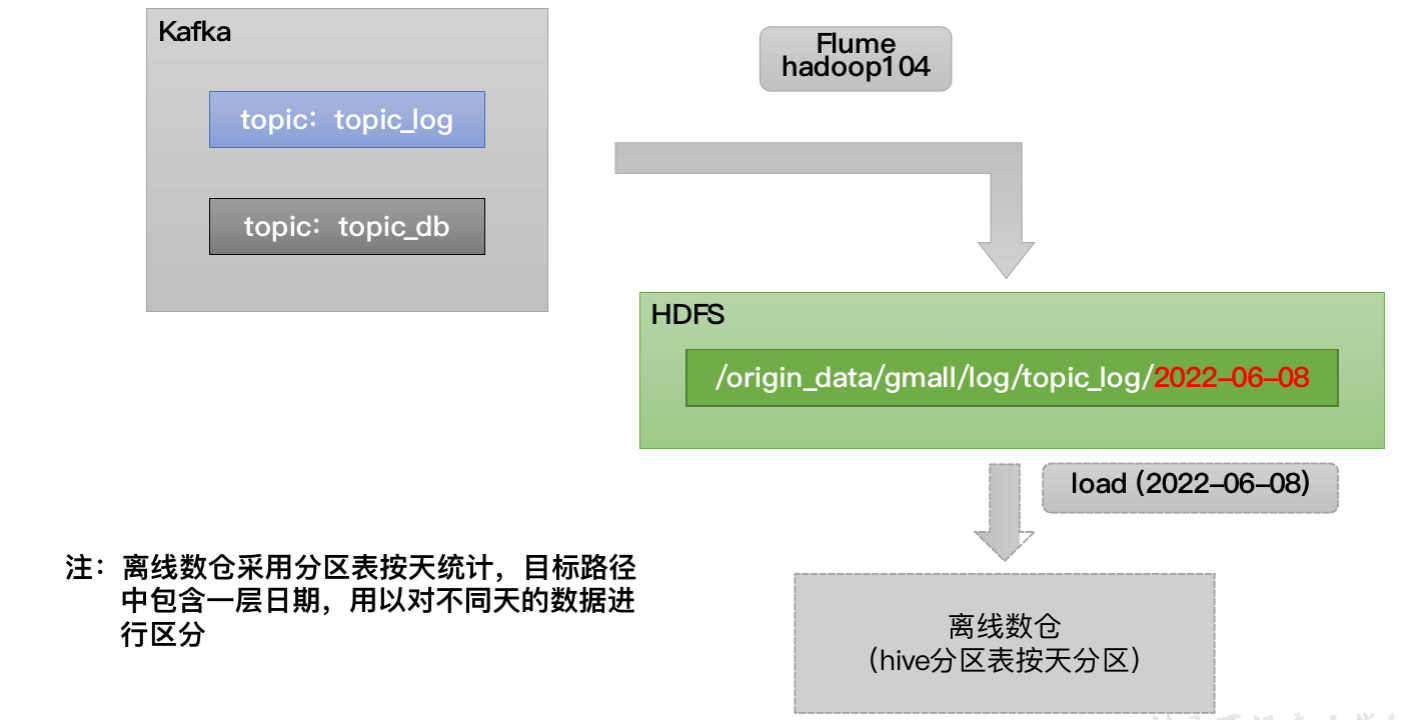 Kafka
topic：topic_log
topic：topic_db
Flume
hadoop104
HDFS
/origin_data/gmall/log/topic_log/2022-06-08
load (2022-06-08)
注：离线数仓采用分区表按天统计，目标路径
中包含一层日期，用以对不同天的数据进
行区分
离线数仓
（hive分区表按天分区）